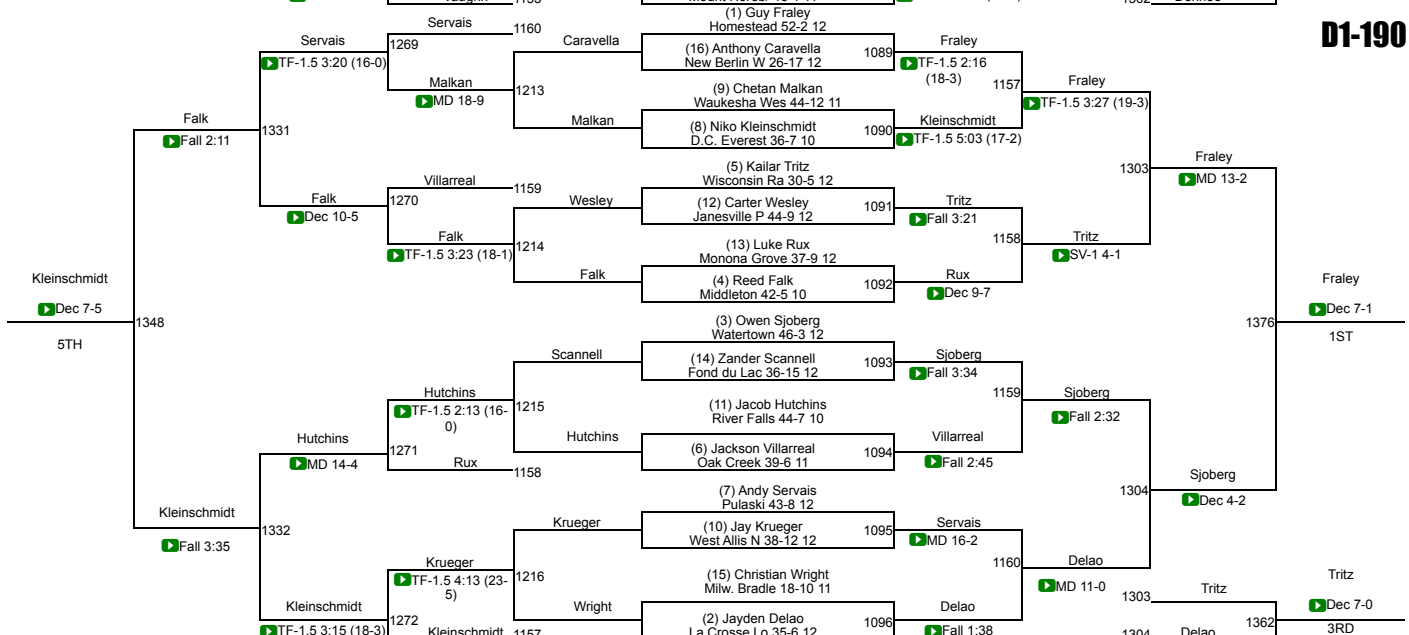 (1) Guy Fraley
Homestead 52-2 12
D1-190
Servais
1160
Servais
1269
TF-1.5 3:20 (16-0)
Caravella
(16) Anthony Caravella
New Berlin W 26-17 12
1089
Fraley
TF-1.5 2:16
(18-3)
1157
Fraley
TF-1.5 3:27 (19-3)
Malkan
MD 18-9
1213
(9) Chetan Malkan
Waukesha Wes 44-12 11
Falk
Fall 2:11
1331
Malkan
(8) Niko Kleinschmidt
D.C. Everest 36-7 10
1090
Kleinschmidt
TF-1.5 5:03 (17-2)
(5) Kailar Tritz
Wisconsin Ra 30-5 12
1303
Fraley
MD 13-2
Villarreal
1159
Falk
Dec 10-5
1270
Wesley
(12) Carter Wesley
Janesville P 44-9 12
1091
Tritz
Fall 3:21
Falk
TF-1.5 3:23 (18-1)
1214
(13) Luke Rux
Monona Grove 37-9 12
1158
Tritz
SV-1 4-1
Falk
(4) Reed Falk
Middleton 42-5 10
1092
Rux
Dec 9-7
Kleinschmidt
Dec 7-5
5TH
1348
Fraley
Dec 7-1
1ST
1376
(3) Owen Sjoberg
Watertown 46-3 12
Scannell
(14) Zander Scannell
Fond du Lac 36-15 12
1093
Sjoberg
Fall 3:34
Hutchins
TF-1.5 2:13 (16-
0)
1215
(11) Jacob Hutchins
River Falls 44-7 10
1159
Sjoberg
Fall 2:32
Hutchins
MD 14-4
1271
Hutchins
(6) Jackson Villarreal
Oak Creek 39-6 11
1094
Villarreal
Fall 2:45
Rux
1158
(7) Andy Servais
Pulaski 43-8 12
1304
Sjoberg
Dec 4-2
Kleinschmidt
Fall 3:35
1332
Krueger
(10) Jay Krueger
West Allis N 38-12 12
1095
Servais
MD 16-2
Krueger
TF-1.5 4:13 (23-
5)
1216
(15) Christian Wright
Milw. Bradle 18-10 11
1160
Delao
MD 11-0
1303
Tritz
Tritz
Dec 7-0
3RD
1362
Kleinschmidt
TF-1.5 3:15 (18-3)
1272
Wright
(2) Jayden Delao
La Crosse Lo 35-6 12
1096
Delao
Fall 1:38
Kleinschmidt
1157
1304
Delao